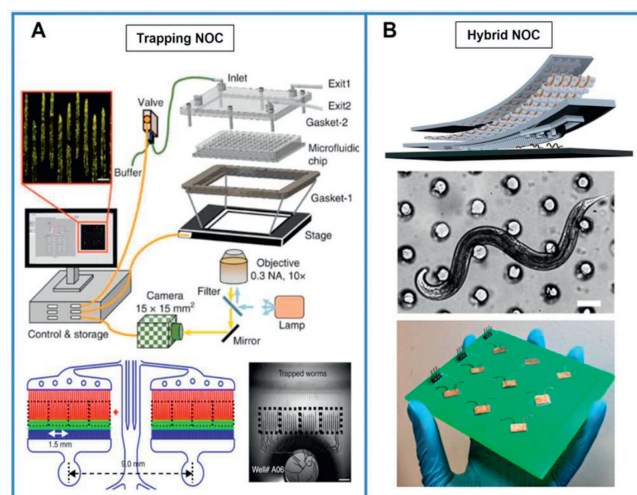 A
Trapping NOC
Inlet
Exit1
Exit2
Valve
Gasket-2
Buffer
Microfluidic
chip
Gasket-1
Stage
Objective
0.3 NA, 10×
Filter
Camera
15 × 15 mm²
Lamp
Mirror
Control & storage
1.5 mm
9.0 mm
Trapped worms
Well# A06
B
Hybrid NOC